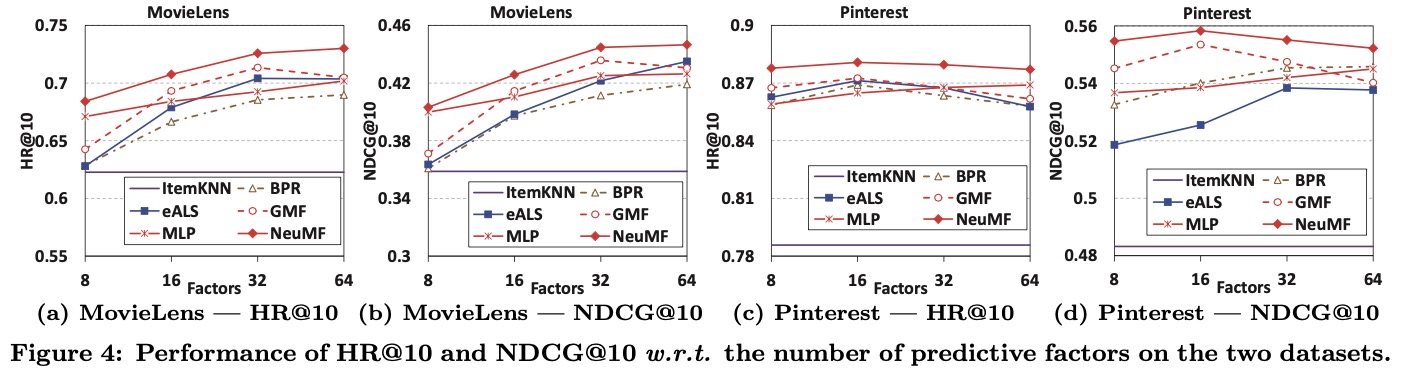 MovieLens
0.75
0.7
0.65
0.6
0.55
HR@10
ItemKNN BPR
eALS GMF
MLP NeuMF
8 16 32 64
Factors
(a) MovieLens — HR@10
MovieLens
0.46
0.42
0.38
0.34
0.3
NDCG@10
ItemKNN BPR
eALS GMF
MLP NeuMF
8 16 32 64
Factors
(b) MovieLens — NDCG@10
Pinterest
0.9
0.87
0.84
0.81
0.78
HR@10
ItemKNN BPR
eALS GMF
MLP NeuMF
8 16 32 64
Factors
(c) Pinterest — HR@10
Pinterest
0.56
0.54
0.52
0.5
0.48
NDCG@10
ItemKNN BPR
eALS GMF
MLP NeuMF
8 16 32 64
Factors
(d) Pinterest — NDCG@10
Figure 4: Performance of HR@10 and NDCG@10 w.r.t. the number of predictive factors on the two datasets.